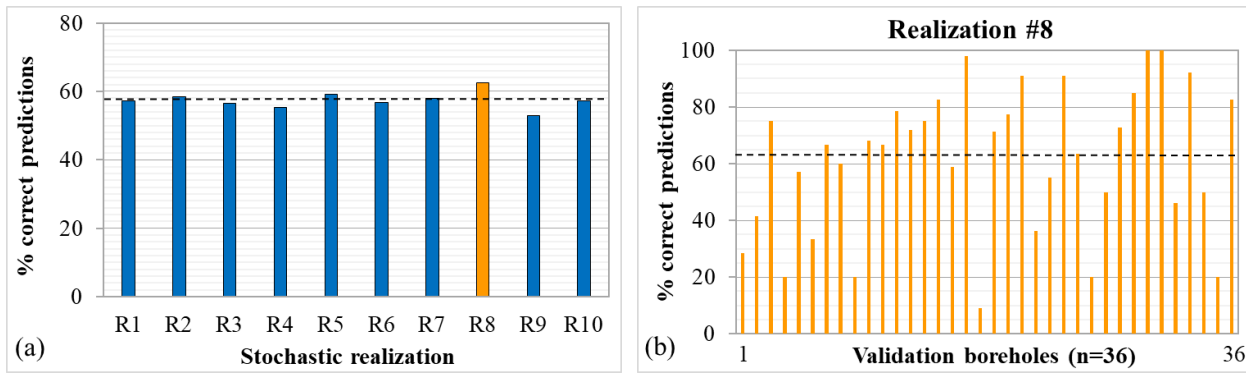 80
60
40
20
0
% correct predictions
R1 R2 R3 R4 R5 R6 R7 R8 R9 R10
Stochastic realization
(a)
Realization #8
100
80
60
40
20
0
% correct predictions
1 36
Validation boreholes (n=36)
(b)